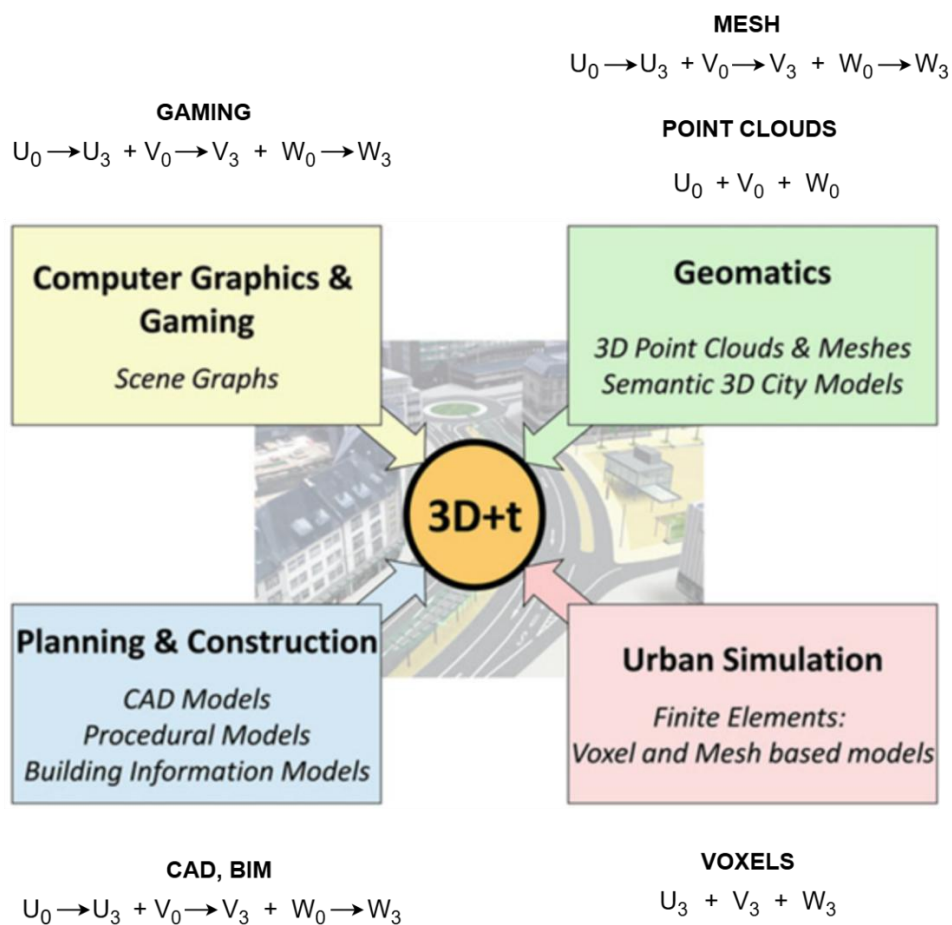 MESH
U₀ → U₃ + V₀ → V₃ + W₀ → W₃
GAMING
U₀ → U₃ + V₀ → V₃ + W₀ → W₃
POINT CLOUDS
U₀ + V₀ + W₀
Computer Graphics &
Gaming
Scene Graphs
Geomatics
3D Point Clouds & Meshes
Semantic 3D City Models
3D+t
Planning & Construction
CAD Models
Procedural Models
Building Information Models
Urban Simulation
Finite Elements:
Voxel and Mesh based models
CAD, BIM
U₀ → U₃ + V₀ → V₃ + W₀ → W₃
VOXELS
U₃ + V₃ + W₃